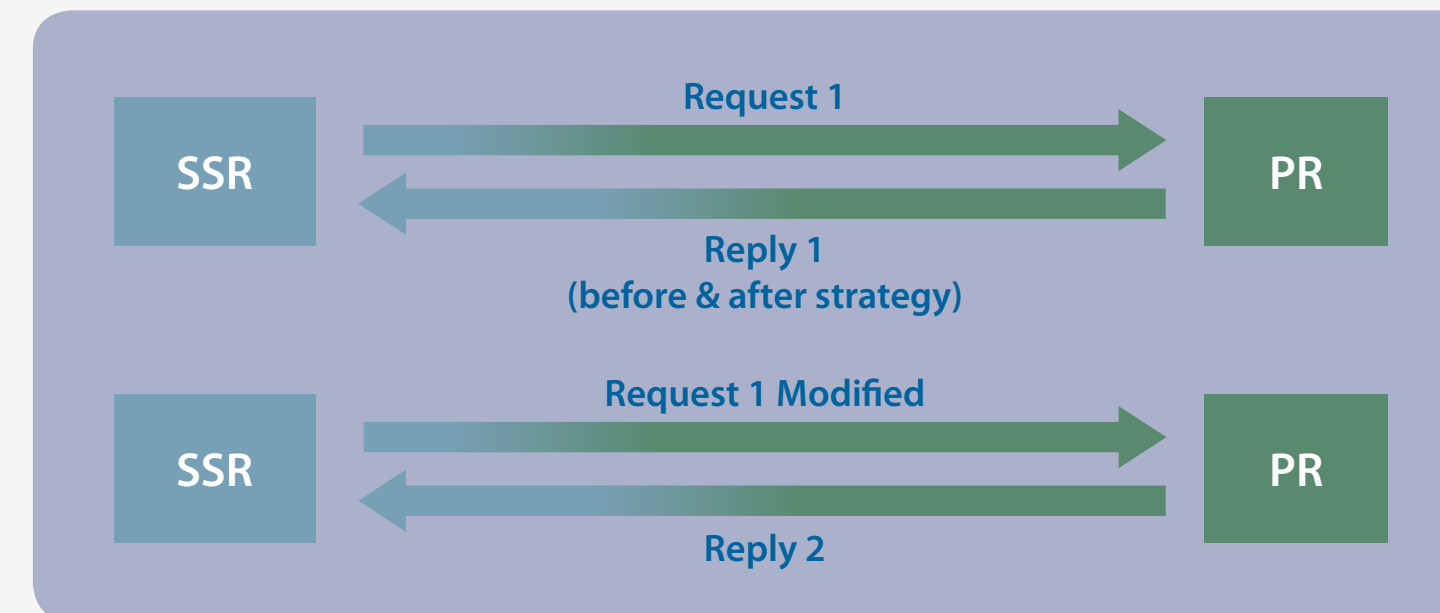 Request 1
SSR
PR
Reply 1
(before & after strategy)
Request 1 Modified
SSR
PR
Reply 2